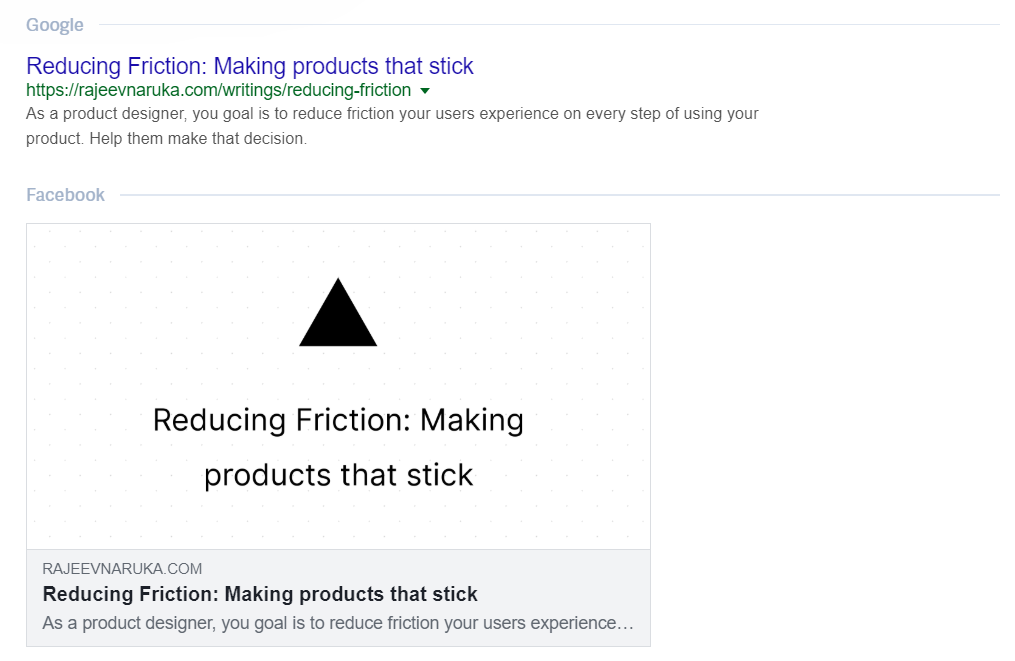 Google
Reducing Friction: Making products that stick
https://rajeevnaruka.com/writings/reducing-friction
As a product designer, you goal is to reduce friction your users experience on every step of using your
product. Help them make that decision.
Facebook
Reducing Friction: Making
products that stick
RAJEEVNARUKA.COM
Reducing Friction: Making products that stick
As a product designer, you goal is to reduce friction your users experience…